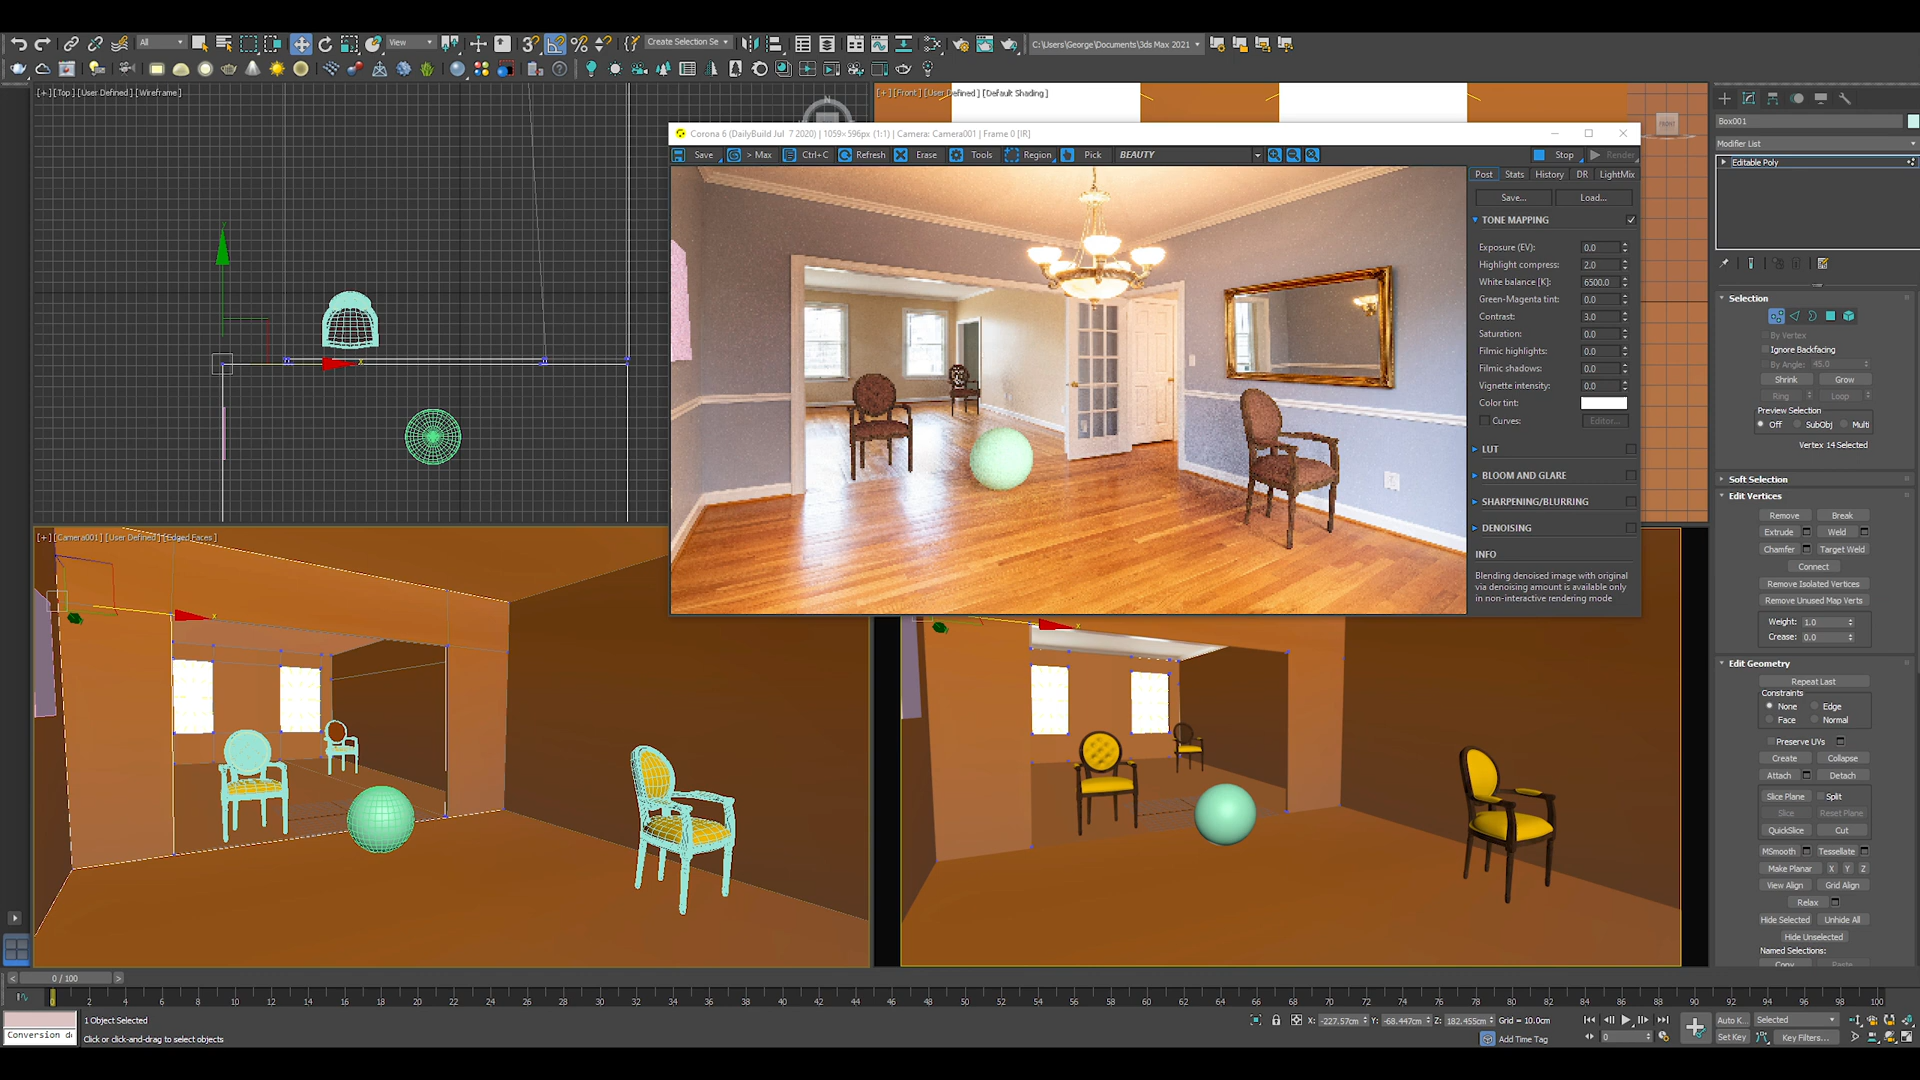 All
View
3
Create Selection Se
C:\Users\George\Documents\3ds Max 2021
[+] [Top] [User Defined] [Wireframe]
[+] [Front] [User Defined] [Default Shading]
Corona 6 (DailyBuild Jul 7 2020) | 1059×596px (1:1) | Camera: Camera001 | Frame 0 [IR]
Save
> Max
Ctrl+C
Refresh
Erase
Tools
Region
Pick
BEAUTY
Stop
Render
Post
Stats
History
DR
LightMix
Save...
Load...
TONE MAPPING
Exposure (EV): 0.0
Highlight compress: 2.0
White balance [K]: 6500.0
Green-Magenta tint: 0.0
Contrast: 3.0
Saturation: 0.0
Filmic highlights: 0.0
Filmic shadows: 0.0
Vignette intensity: 0.0
Color tint:
Curves: Editor...
LUT
BLOOM AND GLARE
SHARPENING/BLURRING
DENOISING
INFO
Blending denoised image with original
via denoising amount is available only
in non-interactive rendering mode
FRONT
Box001
Modifier List
Editable Poly
Selection
By Vertex
Ignore Backfacing
By Angle: 45.0
Shrink
Grow
Ring
Loop
Preview Selection
Off
SubObj
Multi
Vertex 14 Selected
Soft Selection
Edit Vertices
Remove
Break
Extrude
Weld
Chamfer
Target Weld
Connect
Remove Isolated Vertices
Remove Unused Map Verts
Weight: 1.0
Crease: 0.0
Edit Geometry
Repeat Last
Constraints
None
Edge
Face
Normal
Preserve UVs
Create
Collapse
Attach
Detach
Slice Plane
Split
Slice
Reset Plane
QuickSlice
Cut
MSmooth
Tessellate
Make Planar
X
Y
Z
View Align
Grid Align
Relax
Hide Selected
Unhide All
Hide Unselected
Named Selections:
Copy
Paste
[+] [Camera001] [User Defined] [Edged Faces]
x
x
x
N
< 0 / 100 >
0 2 4 6 8 10 12 14 16 18 20 22 24 26 28 30 32 34 36 38 40 42 44 46 48 50 52 54 56 58 60 62 64 66 68 70 72 74 76 78 80 82 84 86 88 90 92 94 96 98 100
Conversion d
1 Object Selected
Click or click-and-drag to select objects
X: -227.57cm
Y: -68.447cm
Z: 182.455cm
Grid = 10.0cm
Add Time Tag
0
Auto K...
Selected
Set Key
Key Filters...